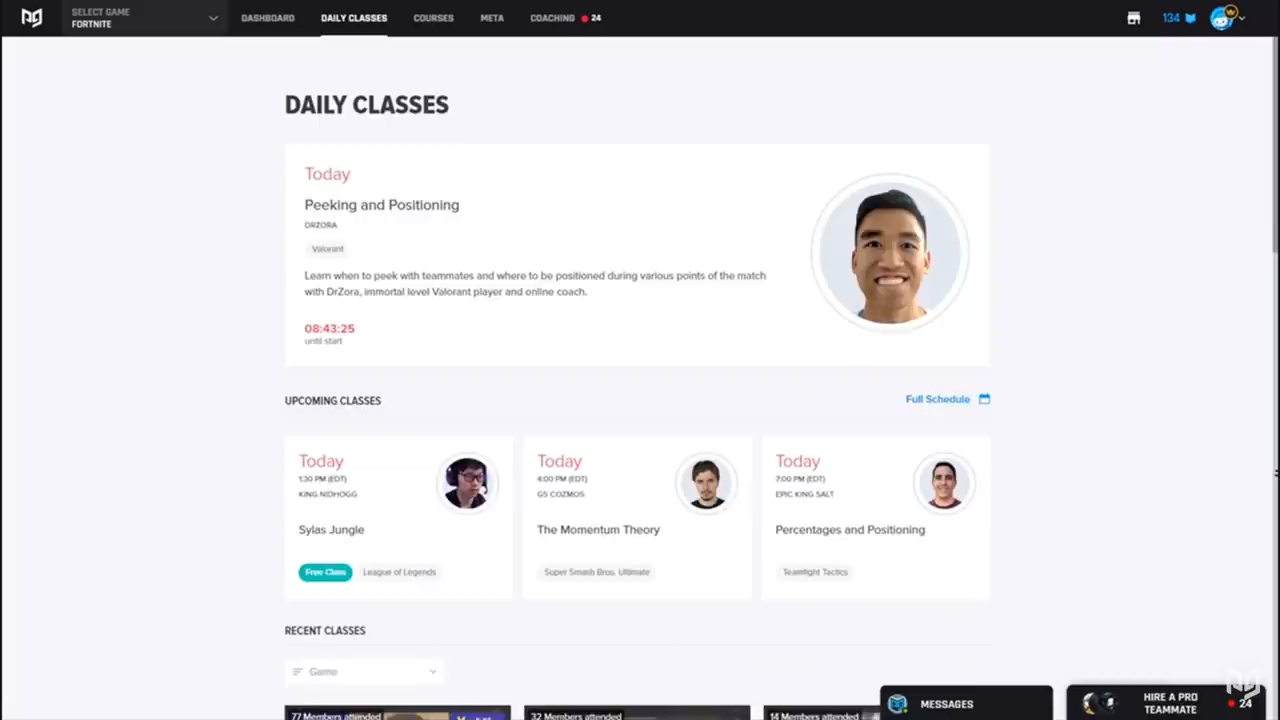 SELECT GAME
FORTNITE
DASHBOARD
DAILY CLASSES
COURSES
META
COACHING
24
134
DAILY CLASSES
Today
Peeking and Positioning
DRZORA
Valorant
Learn when to peek with teammates and where to be positioned during various points of the match
with DrZora, immortal level Valorant player and online coach.
08:43:25
until start
UPCOMING CLASSES
Full Schedule
Today
1:30 PM (EDT)
KING NIDHOGG
Sylas Jungle
Free Class
League of Legends
Today
4:00 PM (EDT)
G5 COZMOS
The Momentum Theory
Super Smash Bros. Ultimate
Today
7:00 PM (EDT)
EPIC KING SALT
Percentages and Positioning
Teamfight Tactics
RECENT CLASSES
Game
77 Members attended
32 Members attended
14 Members attended
MESSAGES
HIRE A PRO
TEAMMATE
24